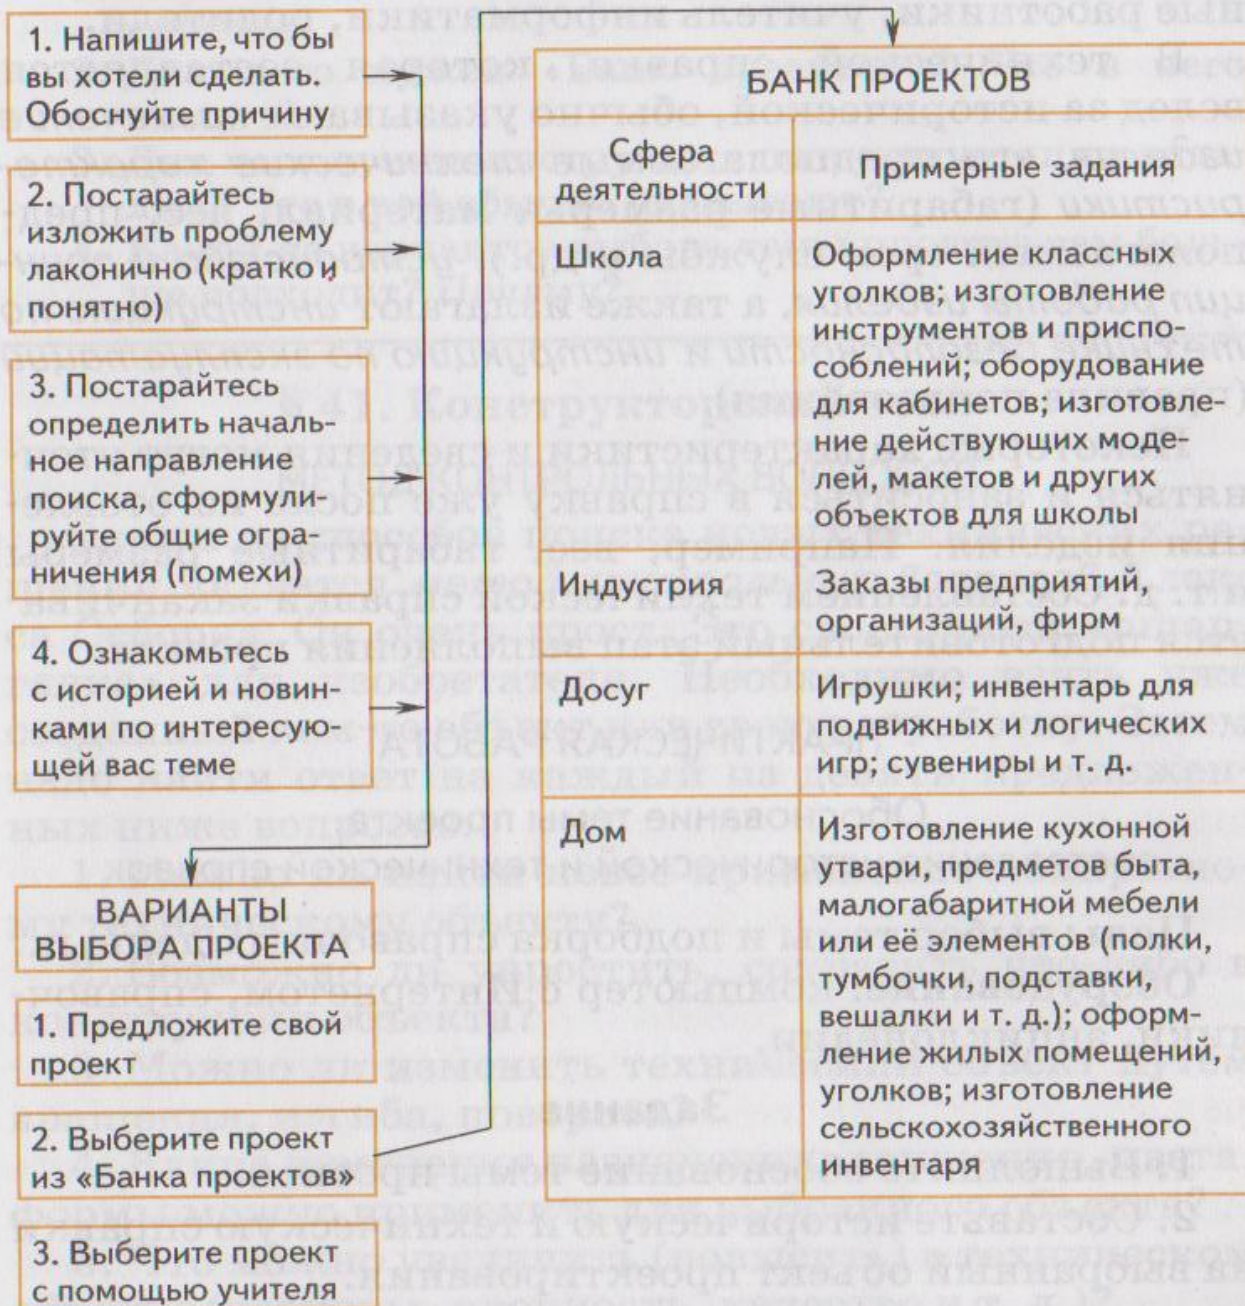 1. Напишите, что бы
вы хотели сделать.
Обоснуйте причину
2. Постарайтесь
изложить проблему
лаконично (кратко и
понятно)
3. Постарайтесь
определить началь-
ное направление
поиска, сформули-
руйте общие огра-
ничения (помехи)
4. Ознакомьтесь
с историей и новин-
ками по интересую-
щей вас теме
ВАРИАНТЫ
ВЫБОРА ПРОЕКТА
1. Предложите свой
проект
2. Выберите проект
из «Банка проектов»
3. Выберите проект
с помощью учителя
БАНК ПРОЕКТОВ
Сфера
деятельности
Примерные задания
Школа
Оформление классных
уголков; изготовление
инструментов и приспо-
соблений; оборудование
для кабинетов; изготовле-
ние действующих моде-
лей, макетов и других
объектов для школы
Индустрия
Заказы предприятий,
организаций, фирм
Досуг
Игрушки; инвентарь для
подвижных и логических
игр; сувениры и т. д.
Дом
Изготовление кухонной
утвари, предметов быта,
малогабаритной мебели
или её элементов (полки,
тумбочки, подставки,
вешалки и т. д.); оформ-
ление жилых помещений,
уголков; изготовление
сельскохозяйственного
инвентаря